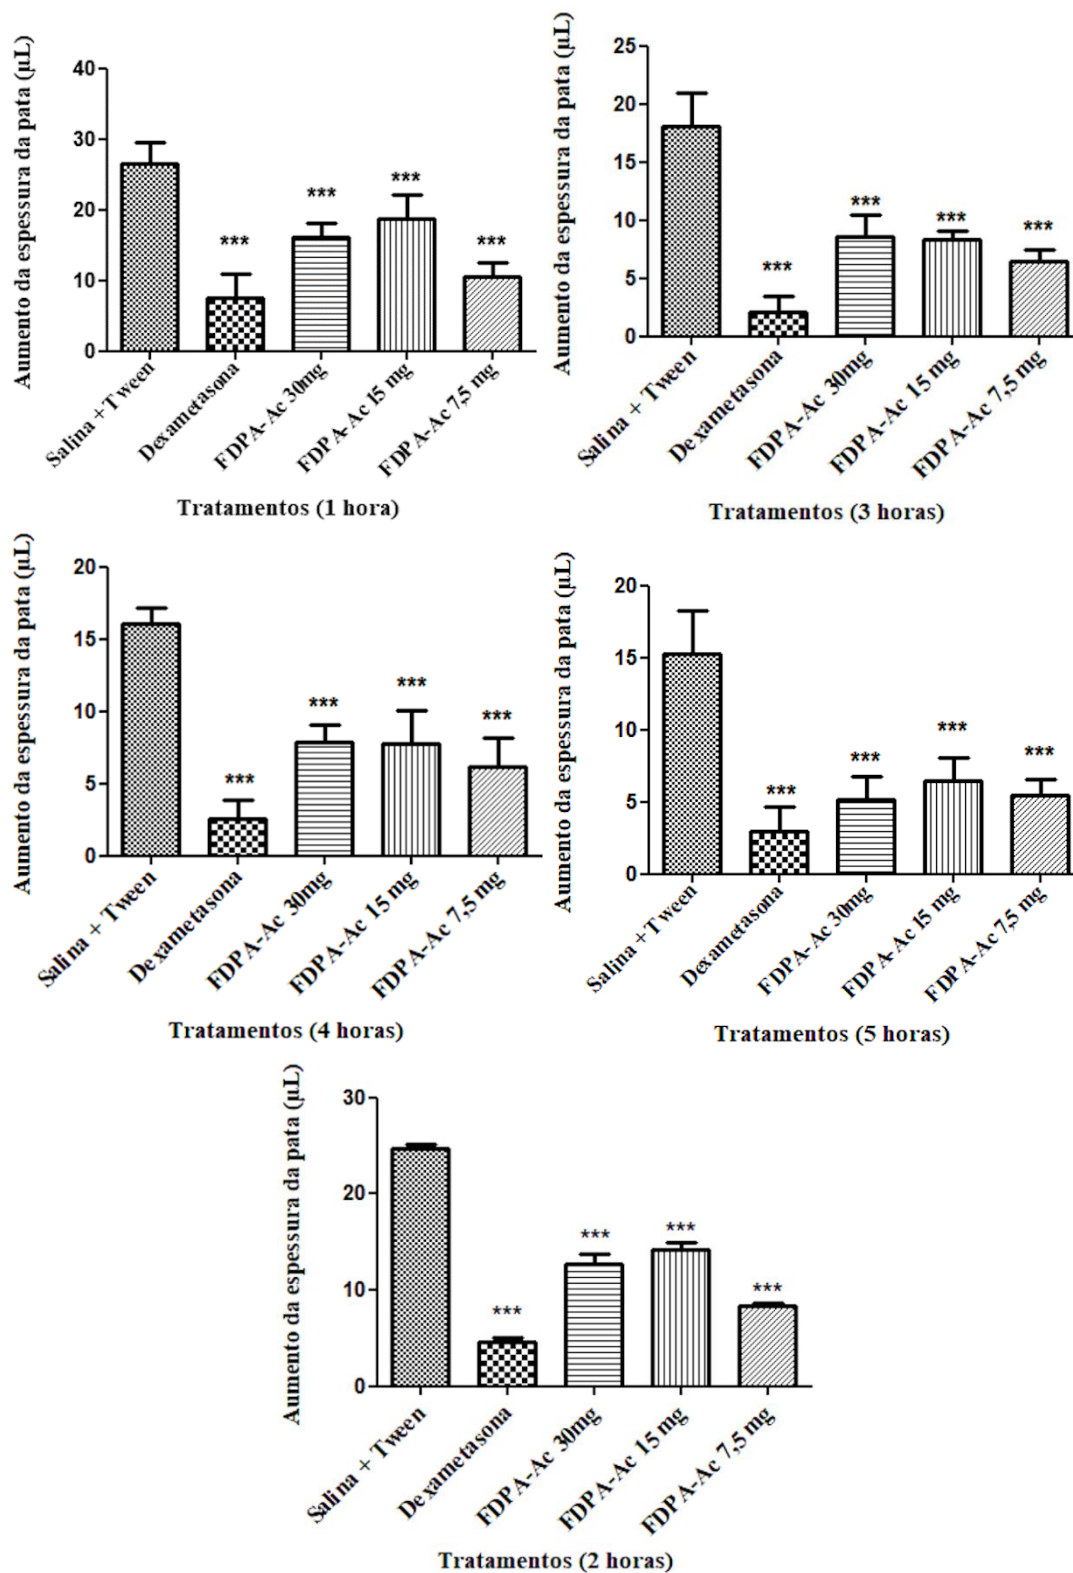 Aumento da espessura da pata (µL)
40
30
20
10
0
***
***
***
***
Salina + Tween
Dexametasona
FDPA-Ac 30mg
FDPA-Ac 15 mg
FDPA-Ac 7,5 mg
Tratamentos (1 hora)
Aumento da espessura da pata (µL)
25
20
15
10
5
0
***
***
***
***
Salina + Tween
Dexametasona
FDPA-Ac 30mg
FDPA-Ac 15 mg
FDPA-Ac 7,5 mg
Tratamentos (3 horas)
Aumento da espessura da pata (µL)
20
15
10
5
0
***
***
***
***
Salina + Tween
Dexametasona
FDPA-Ac 30mg
FDPA-Ac 15 mg
FDPA-Ac 7,5 mg
Tratamentos (4 horas)
Aumento da espessura da pata (µL)
20
15
10
5
0
***
***
***
***
Salina + Tween
Dexametasona
FDPA-Ac 30mg
FDPA-Ac 15 mg
FDPA-Ac 7,5 mg
Tratamentos (5 horas)
Aumento da espessura da pata (µL)
30
20
10
0
***
***
***
***
Salina + Tween
Dexametasona
FDPA-Ac 30mg
FDPA-Ac 15 mg
FDPA-Ac 7,5 mg
Tratamentos (2 horas)